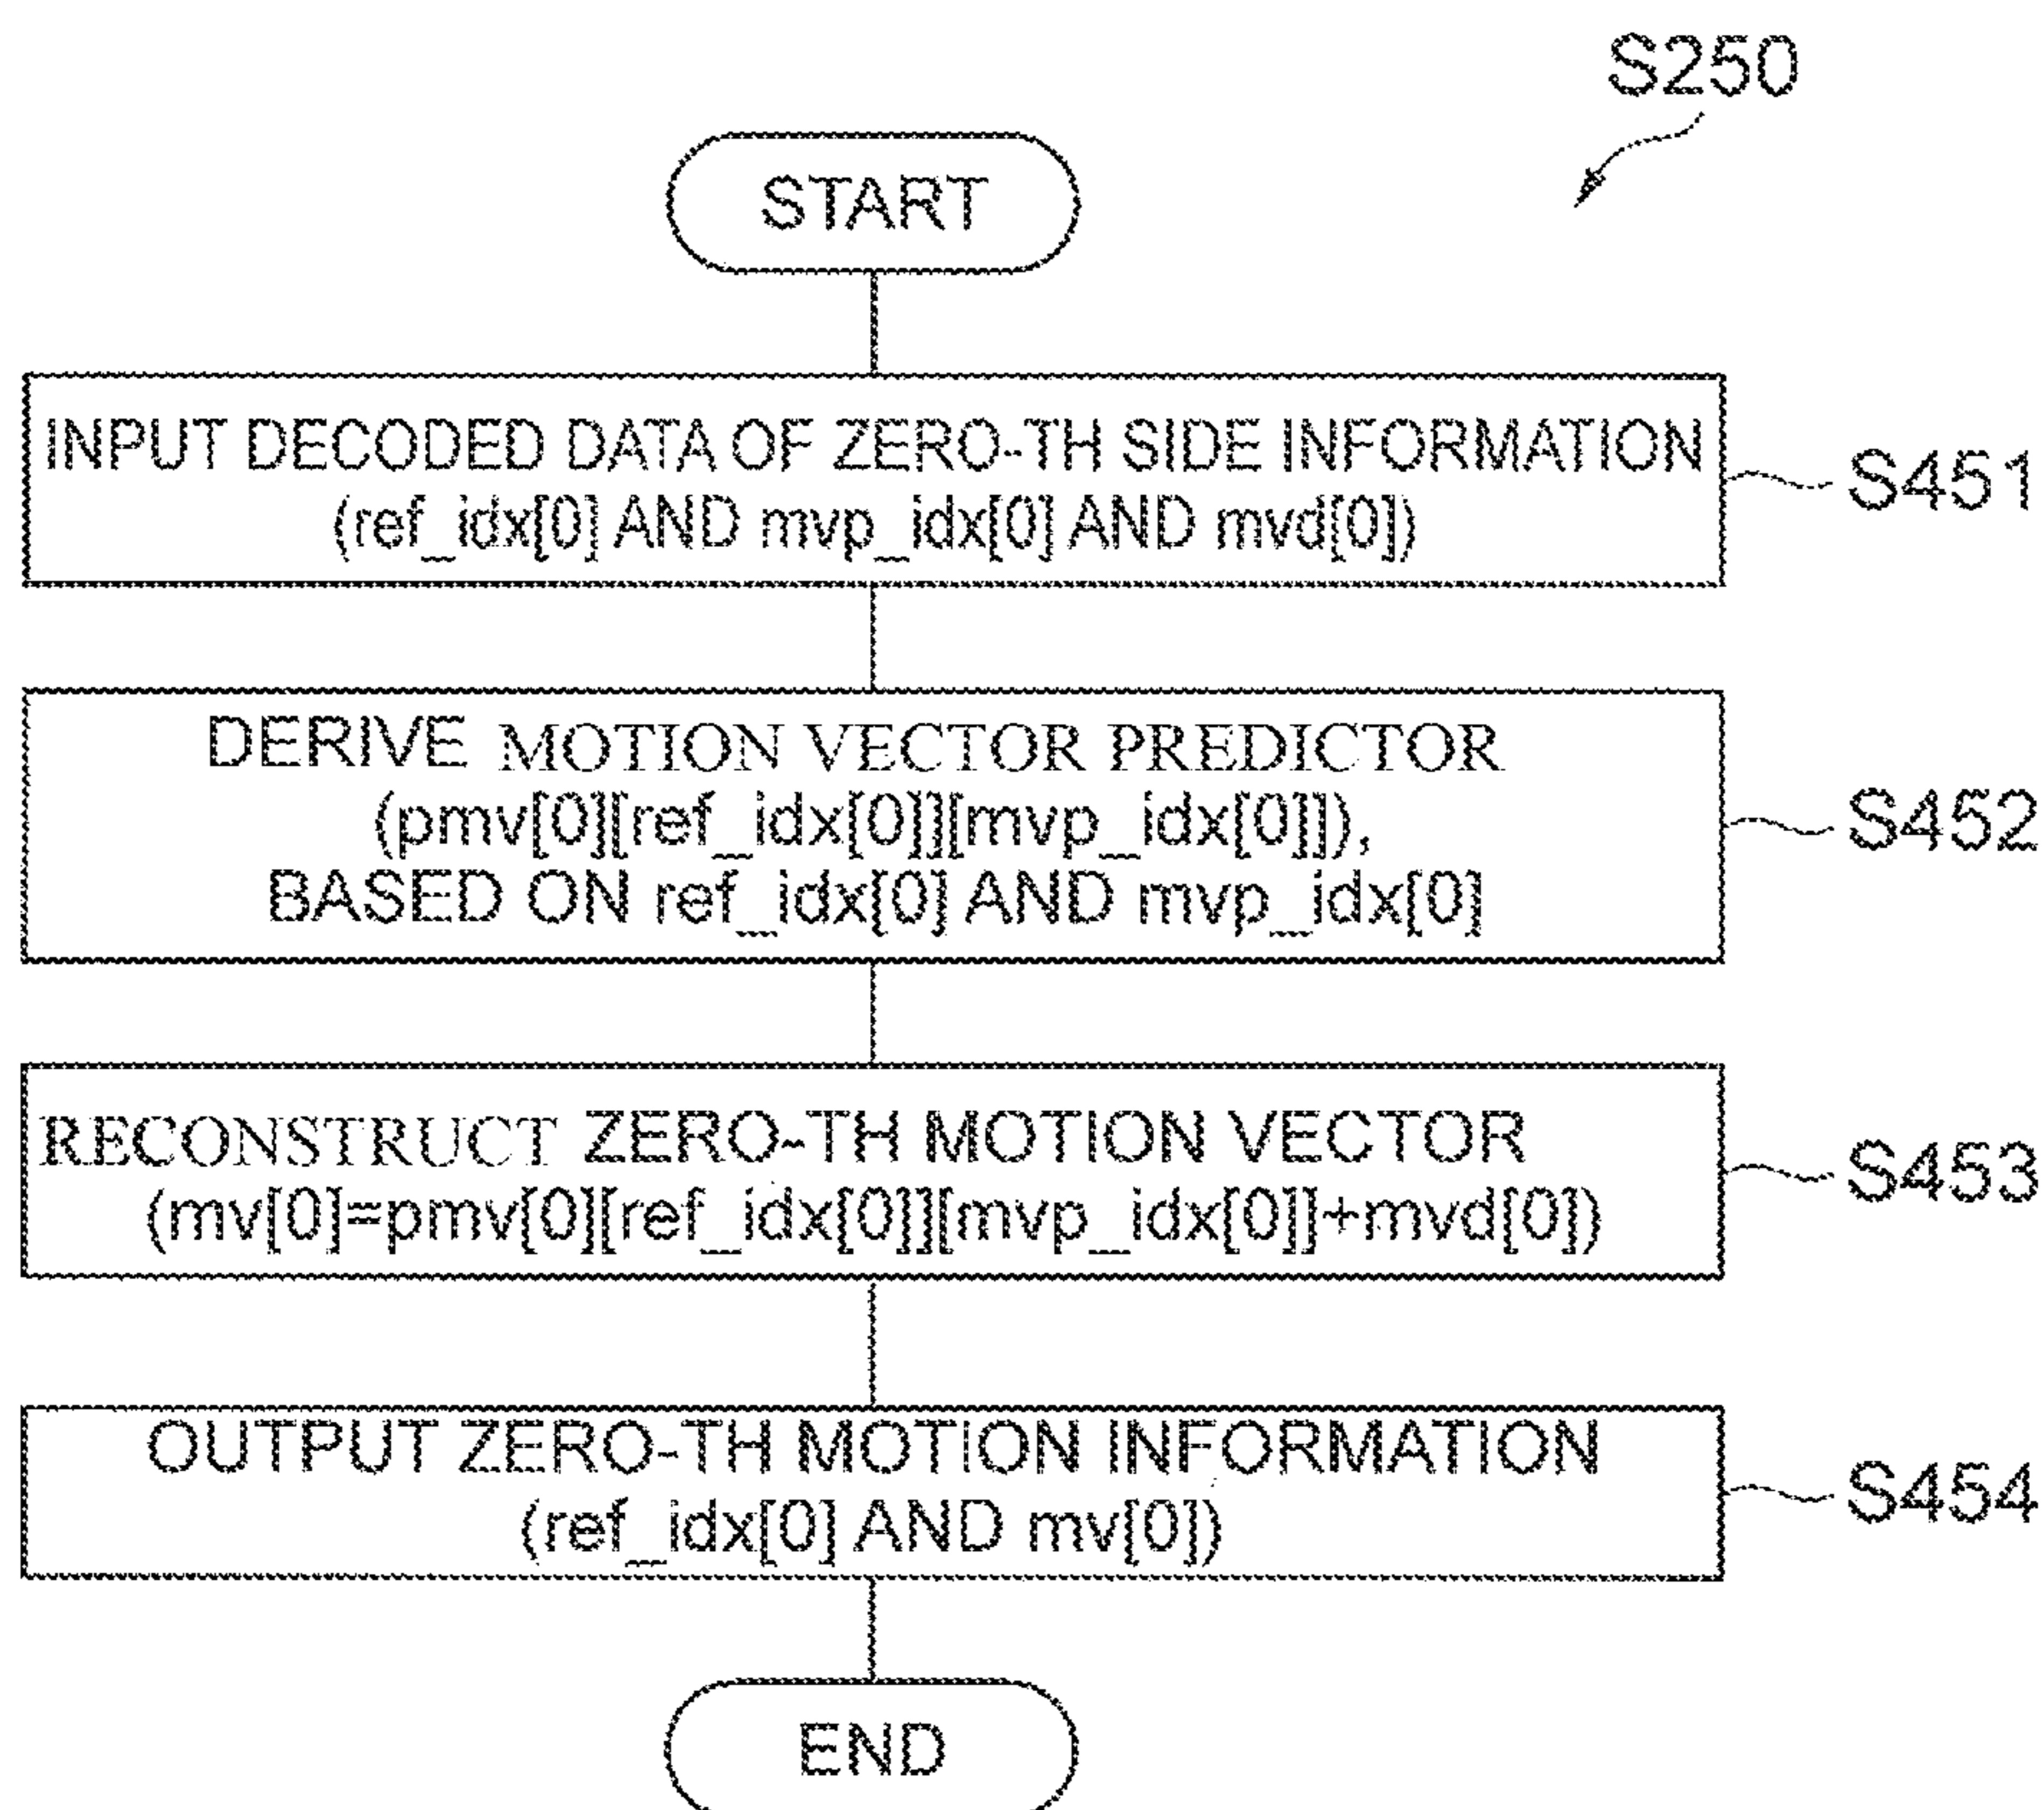 S250
START
INPUT DECODED DATA OF ZERO-TH SIDE INFORMATION
(ref_idx[0] AND mvp_idx[0] AND mvd[0])
S451
DERIVE MOTION VECTOR PREDICTOR
(pmv[0][ref_idx[0]][mvp_idx[0]]),
BASED ON ref_idx[0] AND mvp_idx[0]
S452
RECONSTRUCT ZERO-TH MOTION VECTOR
(mv[0]=pmv[0][ref_idx[0]][mvp_idx[0]]+mvd[0])
S453
OUTPUT ZERO-TH MOTION INFORMATION
(ref_idx[0] AND mv[0])
S454
END